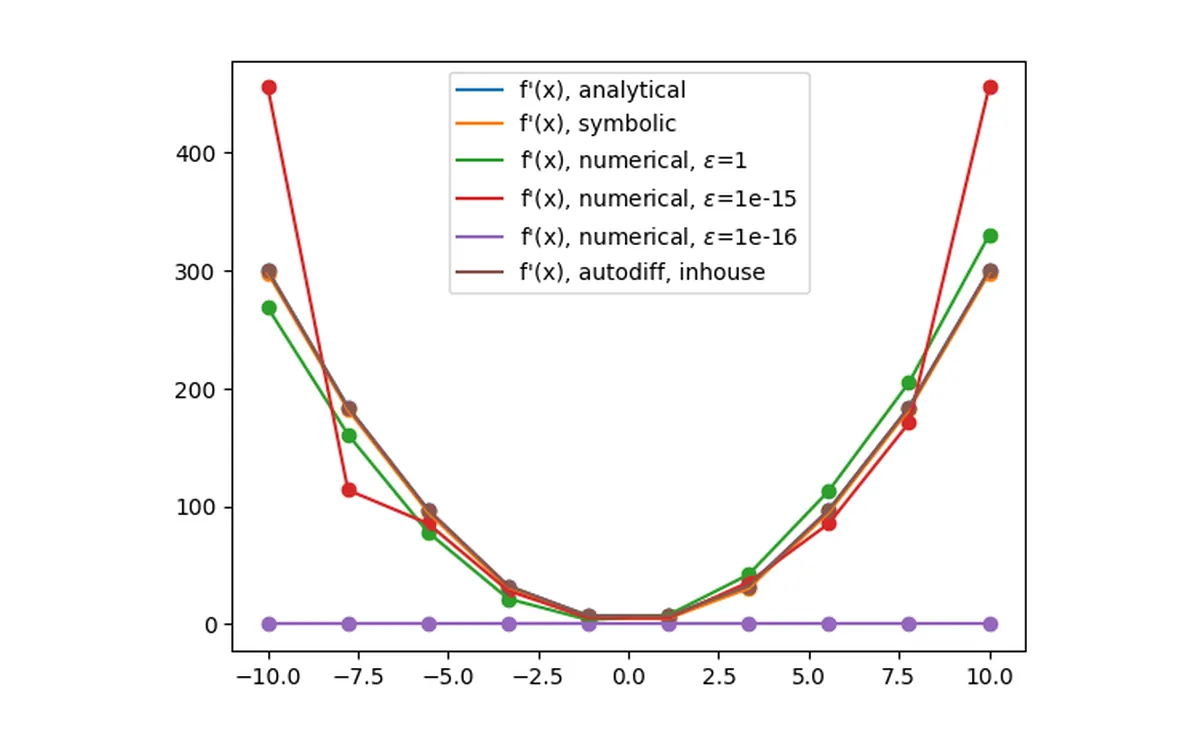 f'(x), analytical
f'(x), symbolic
f'(x), numerical, ε=1
f'(x), numerical, ε=1e-15
f'(x), numerical, ε=1e-16
f'(x), autodiff, inhouse
400
300
200
100
0
−10.0 −7.5 −5.0 −2.5 0.0 2.5 5.0 7.5 10.0